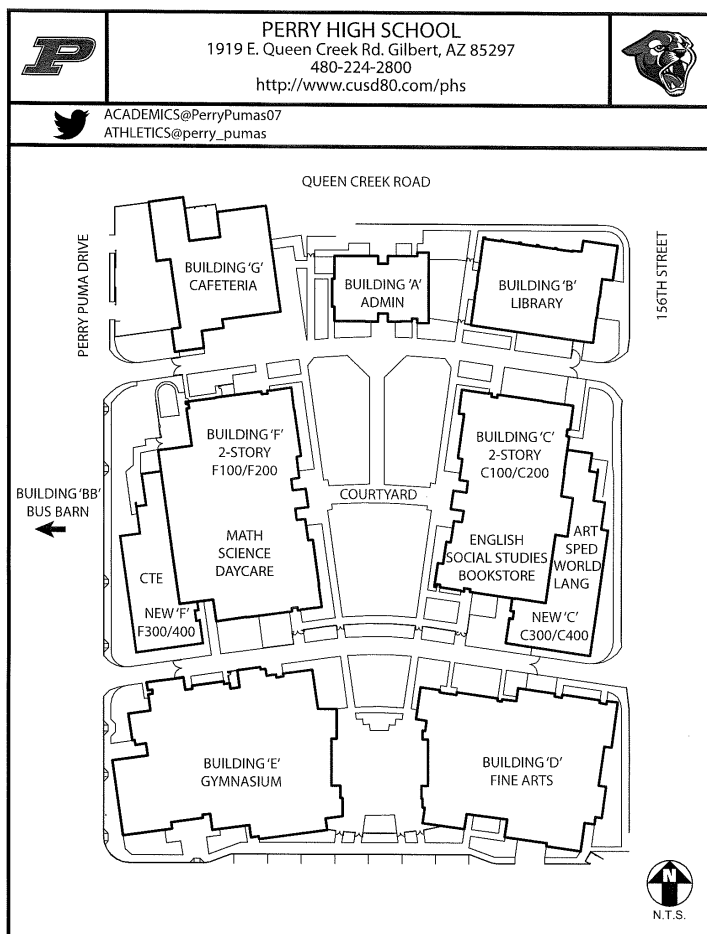 P
PERRY HIGH SCHOOL
1919 E. Queen Creek Rd. Gilbert, AZ 85297
480-224-2800
http://www.cusd80.com/phs
ACADEMICS@PerryPumas07
ATHLETICS@perry_pumas
QUEEN CREEK ROAD
PERRY PUMA DRIVE
156TH STREET
BUILDING 'G'
CAFETERIA
BUILDING 'A'
ADMIN
BUILDING 'B'
LIBRARY
BUILDING 'F'
2-STORY
F100/F200
MATH
SCIENCE
DAYCARE
COURTYARD
BUILDING 'C'
2-STORY
C100/C200
ENGLISH
SOCIAL STUDIES
BOOKSTORE
BUILDING 'BB'
BUS BARN
CTE
NEW 'F'
F300/400
ART
SPED
WORLD
LANG
NEW 'C'
C300/C400
BUILDING 'E'
GYMNASIUM
BUILDING 'D'
FINE ARTS
N
N.T.S.